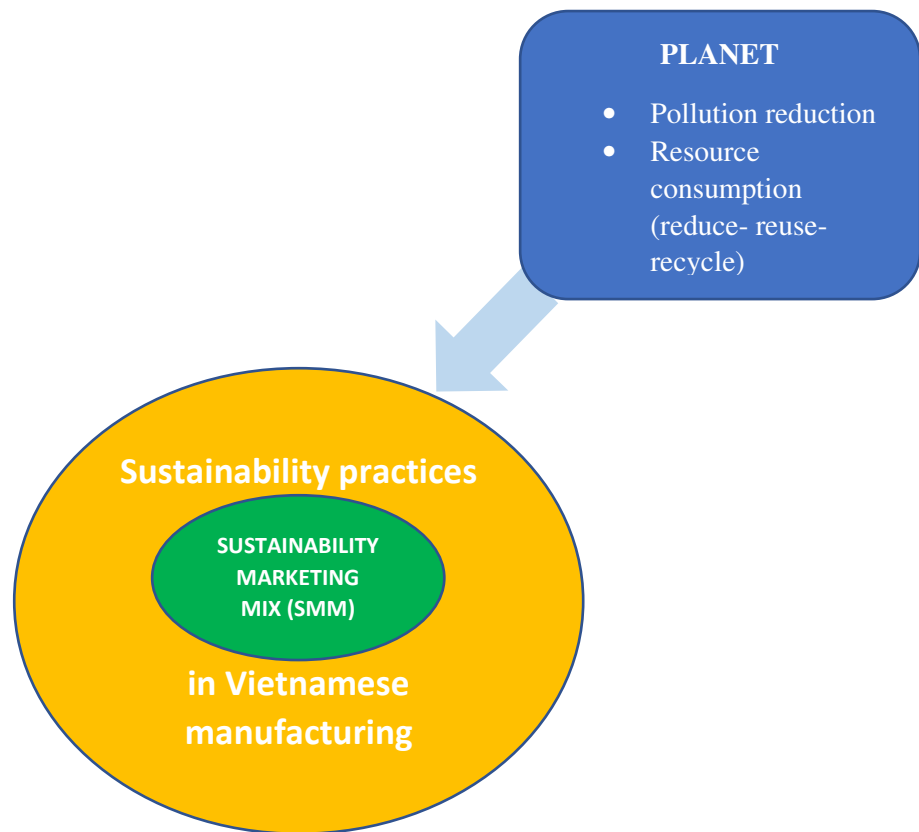 PLANET
• Pollution reduction
• Resource
consumption
(reduce- reuse-
recycle)
Sustainability practices
SUSTAINABILITY
MARKETING
MIX (SMM)
in Vietnamese
manufacturing